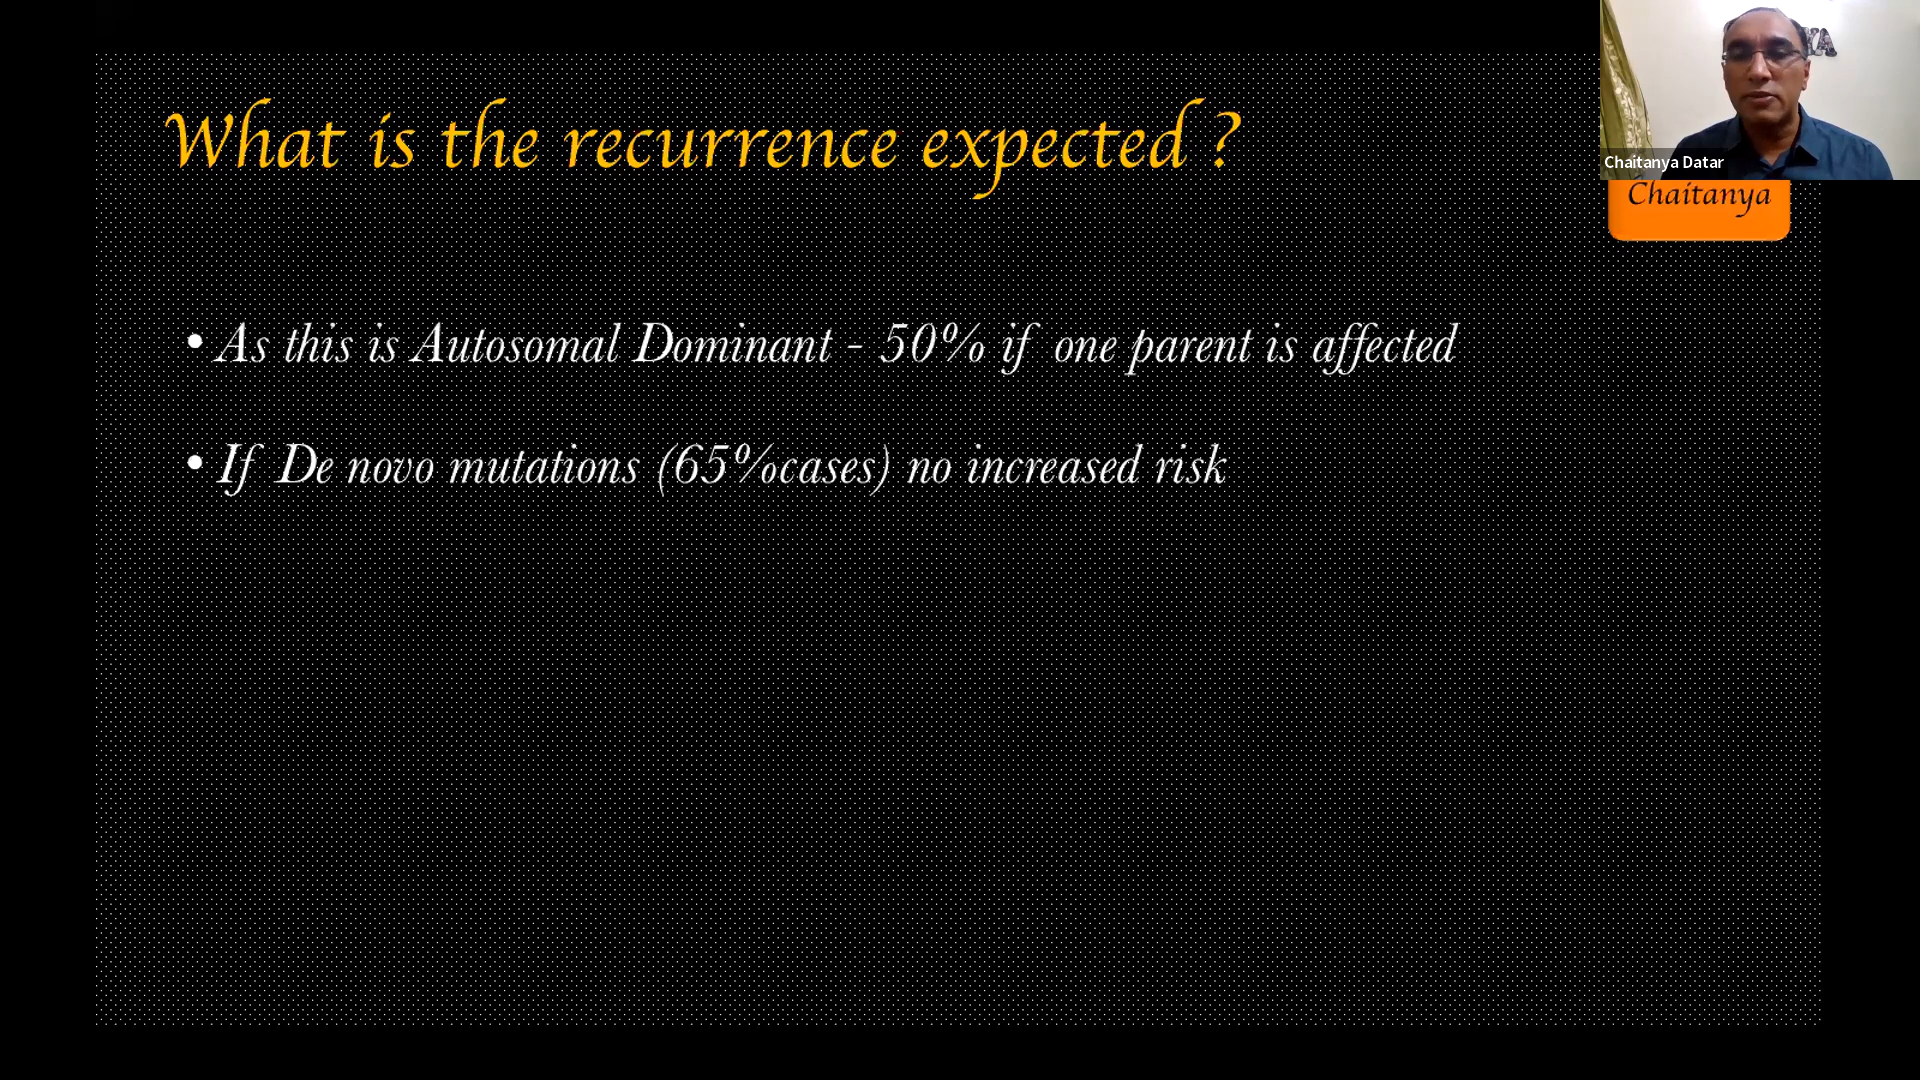 What is the recurrence expected ?
YA
Chaitanya Datar
Chaitanya
• As this is Autosomal Dominant - 50% if one parent is affected
• If De novo mutations (65%cases) no increased risk